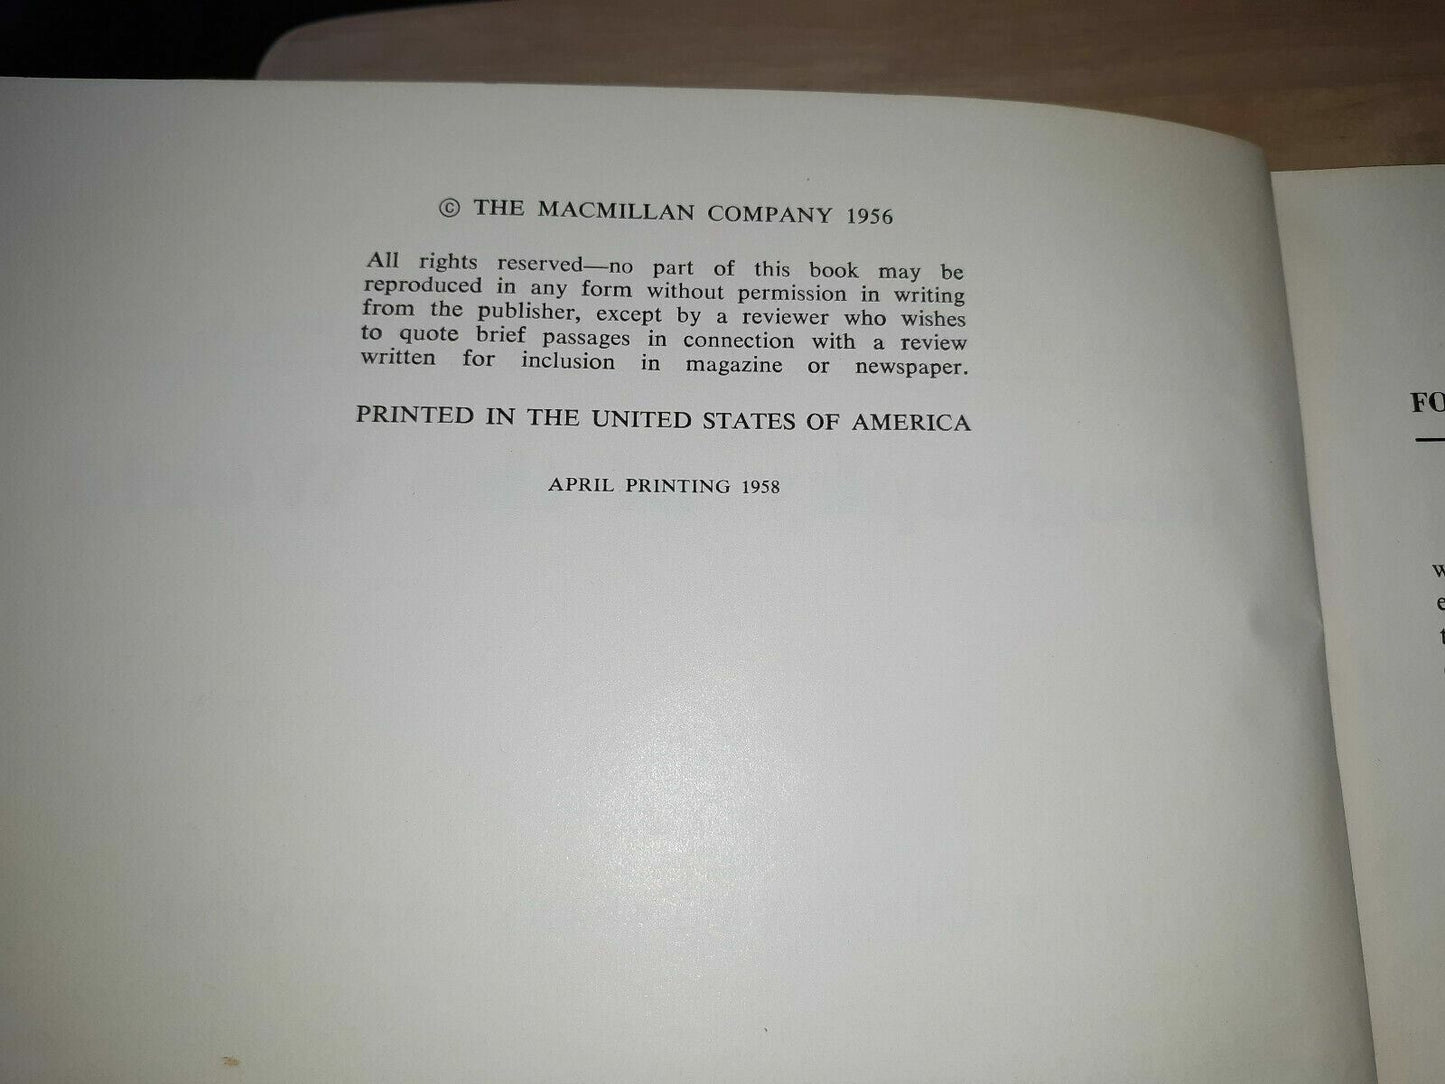 © THE MACMILLAN COMPANY 1956
All rights reserved—no part of this book may be
reproduced in any form without permission in writing
from the publisher, except by a reviewer who wishes
to quote brief passages in connection with a review
written for inclusion in magazine or newspaper.
PRINTED IN THE UNITED STATES OF AMERICA
APRIL PRINTING 1958
FO